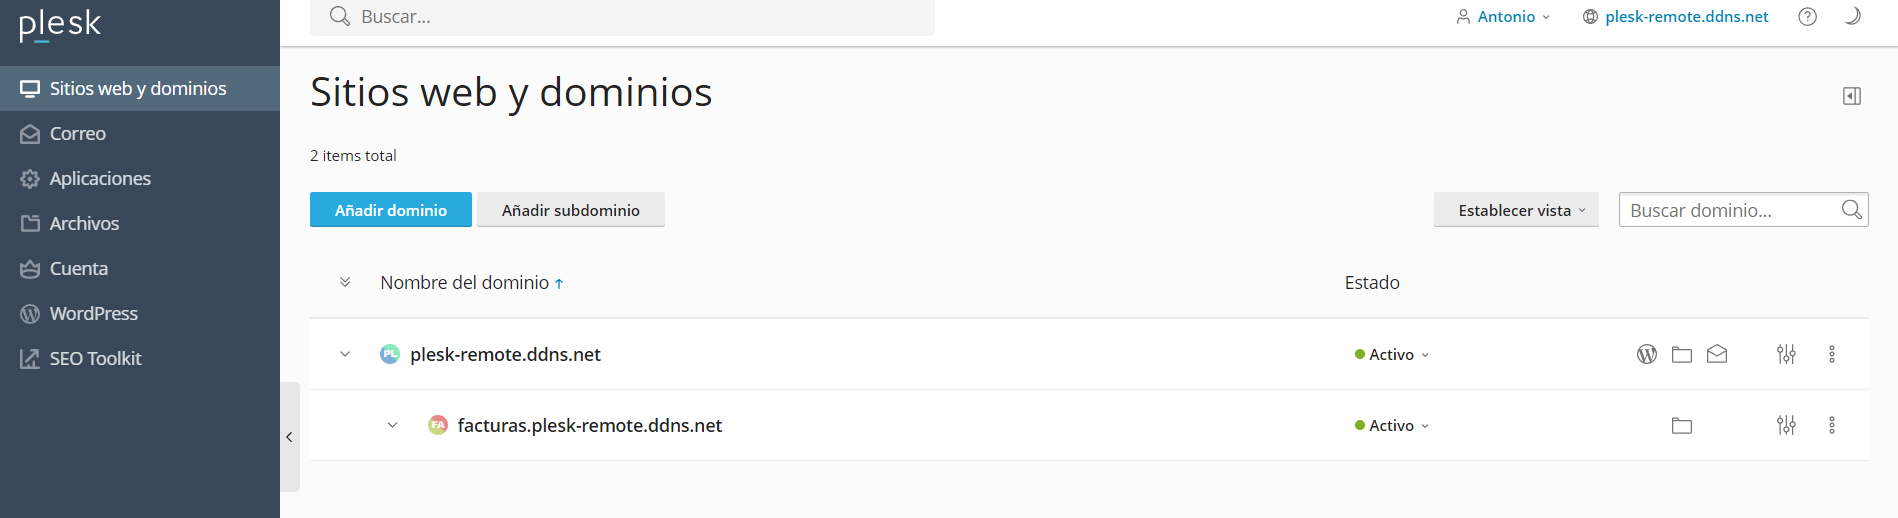 plesk
Buscar...
Antonio
plesk-remote.ddns.net
Sitios web y dominios
Correo
Aplicaciones
Archivos
Cuenta
WordPress
SEO Toolkit
Sitios web y dominios
2 items total
Añadir dominio
Añadir subdominio
Establecer vista
Buscar dominio...
Nombre del dominio
Estado
PL plesk-remote.ddns.net
Activo
FA facturas.plesk-remote.ddns.net
Activo